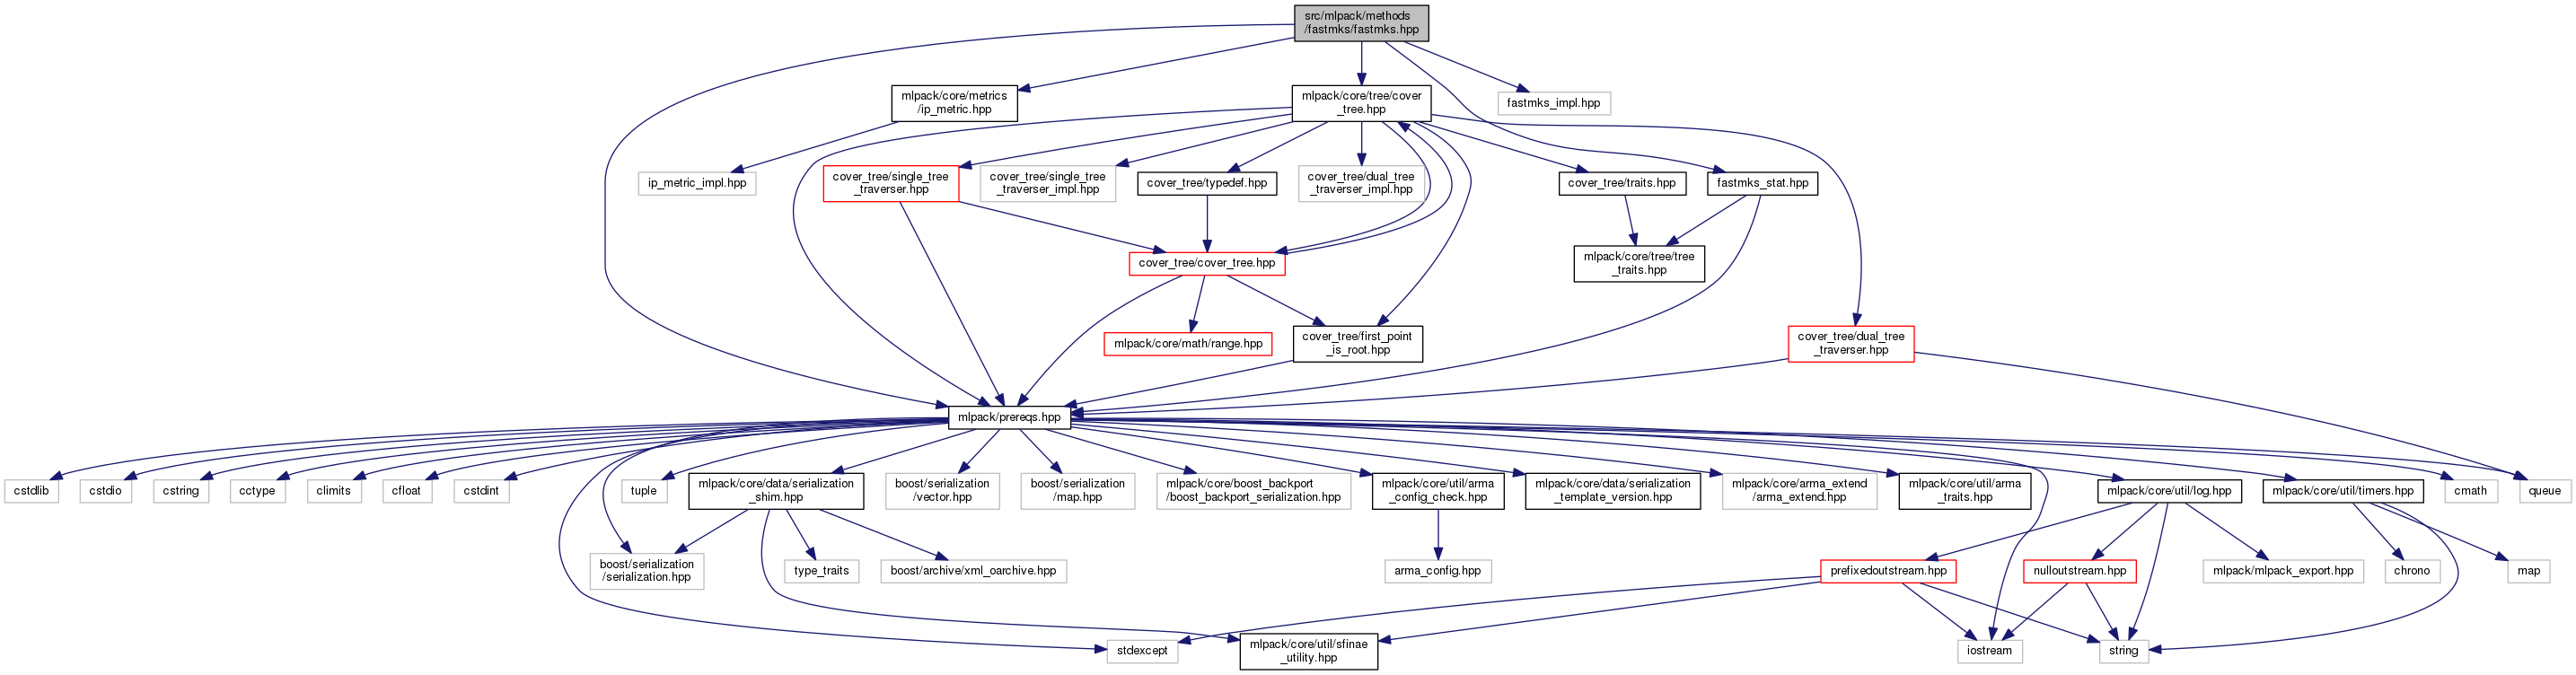 src/mlpack/methods
/fastmks/fastmks.hpp
mlpack/core/metrics
/ip_metric.hpp
mlpack/core/tree/cover
_tree.hpp
fastmks_impl.hpp
ip_metric_impl.hpp
cover_tree/single_tree
_traverser.hpp
cover_tree/single_tree
_traverser_impl.hpp
cover_tree/typedef.hpp
cover_tree/dual_tree
_traverser_impl.hpp
cover_tree/traits.hpp
fastmks_stat.hpp
cover_tree/cover_tree.hpp
mlpack/core/tree/tree
_traits.hpp
mlpack/core/math/range.hpp
cover_tree/first_point
_is_root.hpp
cover_tree/dual_tree
_traverser.hpp
mlpack/prereqs.hpp
cstdlib
cstdio
cstring
cctype
climits
cfloat
cstdint
tuple
mlpack/core/data/serialization
_shim.hpp
boost/serialization
/vector.hpp
boost/serialization
/map.hpp
mlpack/core/boost_backport
/boost_backport_serialization.hpp
mlpack/core/util/arma
_config_check.hpp
mlpack/core/data/serialization
_template_version.hpp
mlpack/core/arma_extend
/arma_extend.hpp
mlpack/core/util/arma
_traits.hpp
mlpack/core/util/log.hpp
mlpack/core/util/timers.hpp
cmath
queue
boost/serialization
/serialization.hpp
type_traits
boost/archive/xml_oarchive.hpp
arma_config.hpp
prefixedoutstream.hpp
nulloutstream.hpp
mlpack/mlpack_export.hpp
chrono
map
stdexcept
mlpack/core/util/sfinae
_utility.hpp
iostream
string